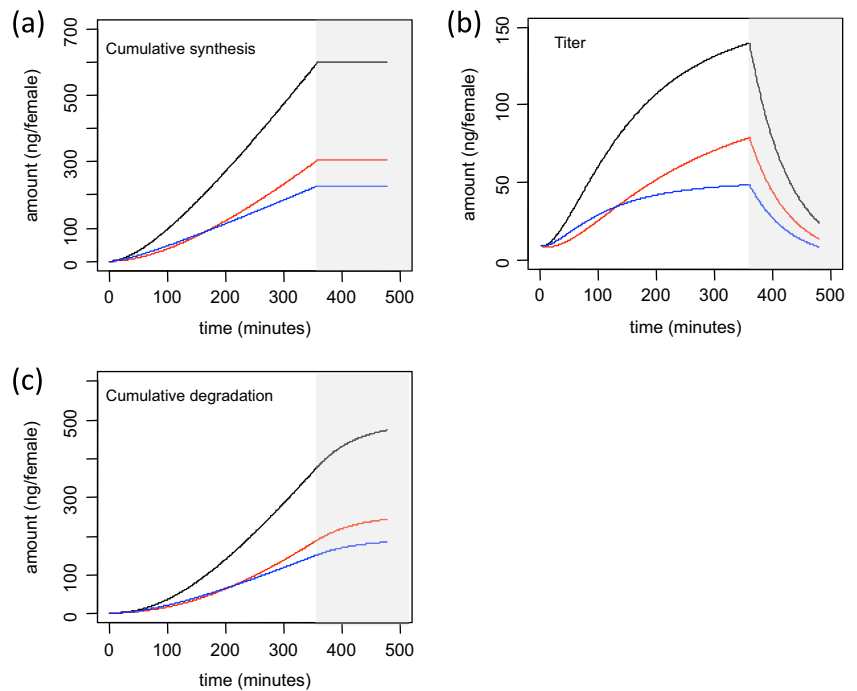 (a)
Cumulative synthesis
amount (ng/female)
700
500
300
100
0
0 100 200 300 400 500
time (minutes)
(b)
Titer
amount (ng/female)
150
100
50
0
0 100 200 300 400 500
time (minutes)
(c)
Cumulative degradation
amount (ng/female)
500
300
100
0
0 100 200 300 400 500
time (minutes)